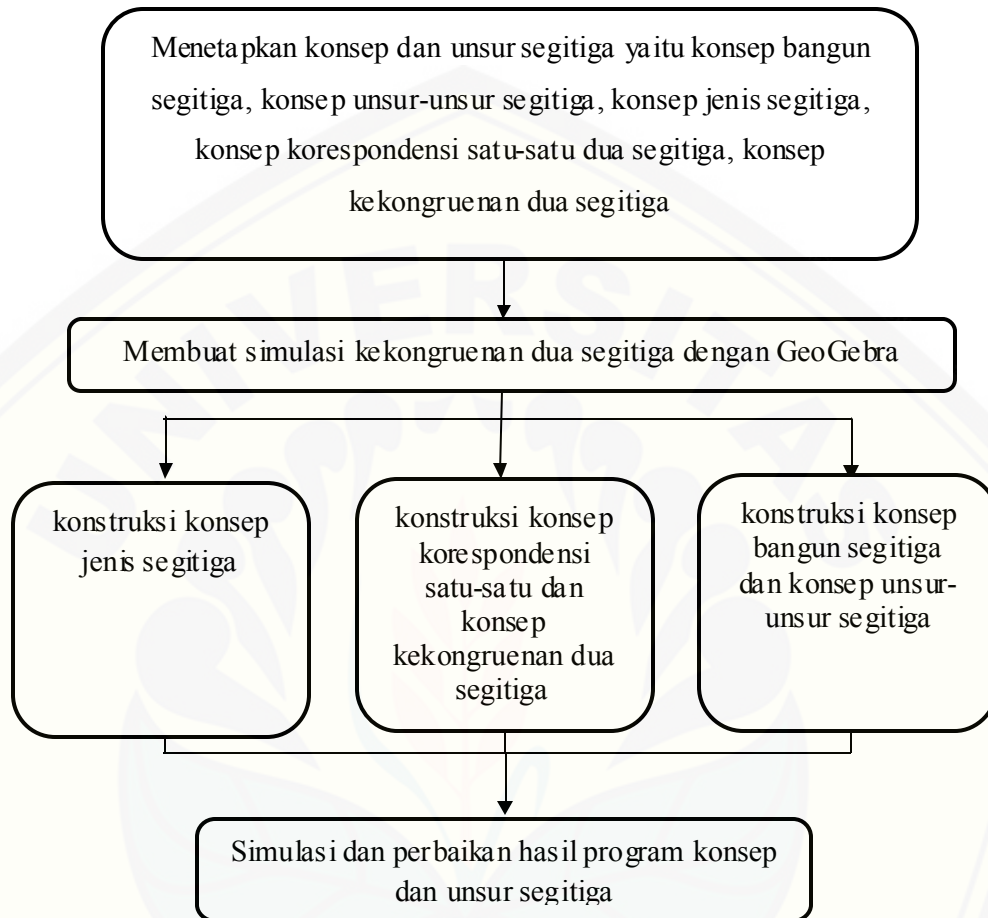 Menetapkan konsep dan unsur segitiga yaitu konsep bangun
segitiga, konsep unsur-unsur segitiga, konsep jenis segitiga,
konsep korespondensi satu-satu dua segitiga, konsep
kekongruenan dua segitiga
Membuat simulasi kekongruenan dua segitiga dengan GeoGebra
konstruksi konsep
jenis segitiga
konstruksi konsep
korespondensi
satu-satu dan
konsep
kekongruenan dua
segitiga
konstruksi konsep
bangun segitiga
dan konsep unsur-
unsur segitiga
Simulasi dan perbaikan hasil program konsep
dan unsur segitiga
UNIVERSITAS